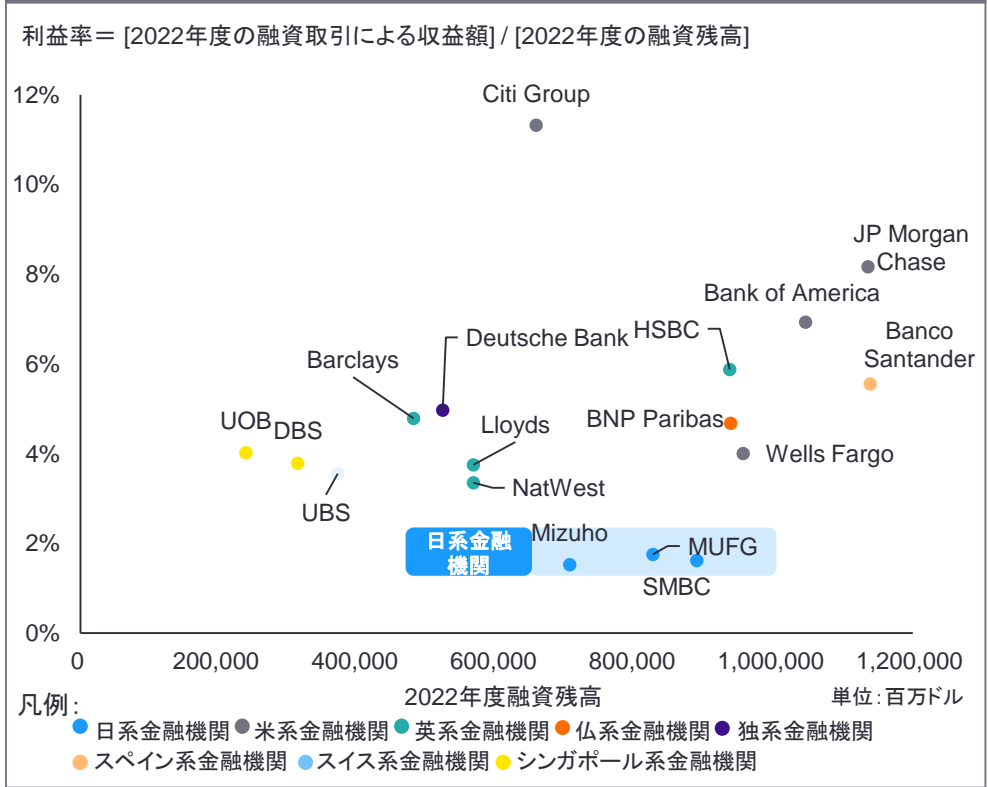 利益率＝ [2022年度の融資取引による収益額] / [2022年度の融資残高]
12%
10%
8%
6%
4%
2%
0%
Citi Group
JP Morgan
Chase
Bank of America
Banco
Santander
HSBC
Deutsche Bank
Barclays
BNP Paribas
Lloyds
UOB
DBS
Wells Fargo
NatWest
UBS
日系金融
機関
Mizuho
MUFG
SMBC
0
200,000
400,000
600,000
800,000
1,000,000
1,200,000
2022年度融資残高
単位：百万ドル
凡例：
日系金融機関 米系金融機関 英系金融機関 仏系金融機関 独系金融機関
スペイン系金融機関 スイス系金融機関 シンガポール系金融機関